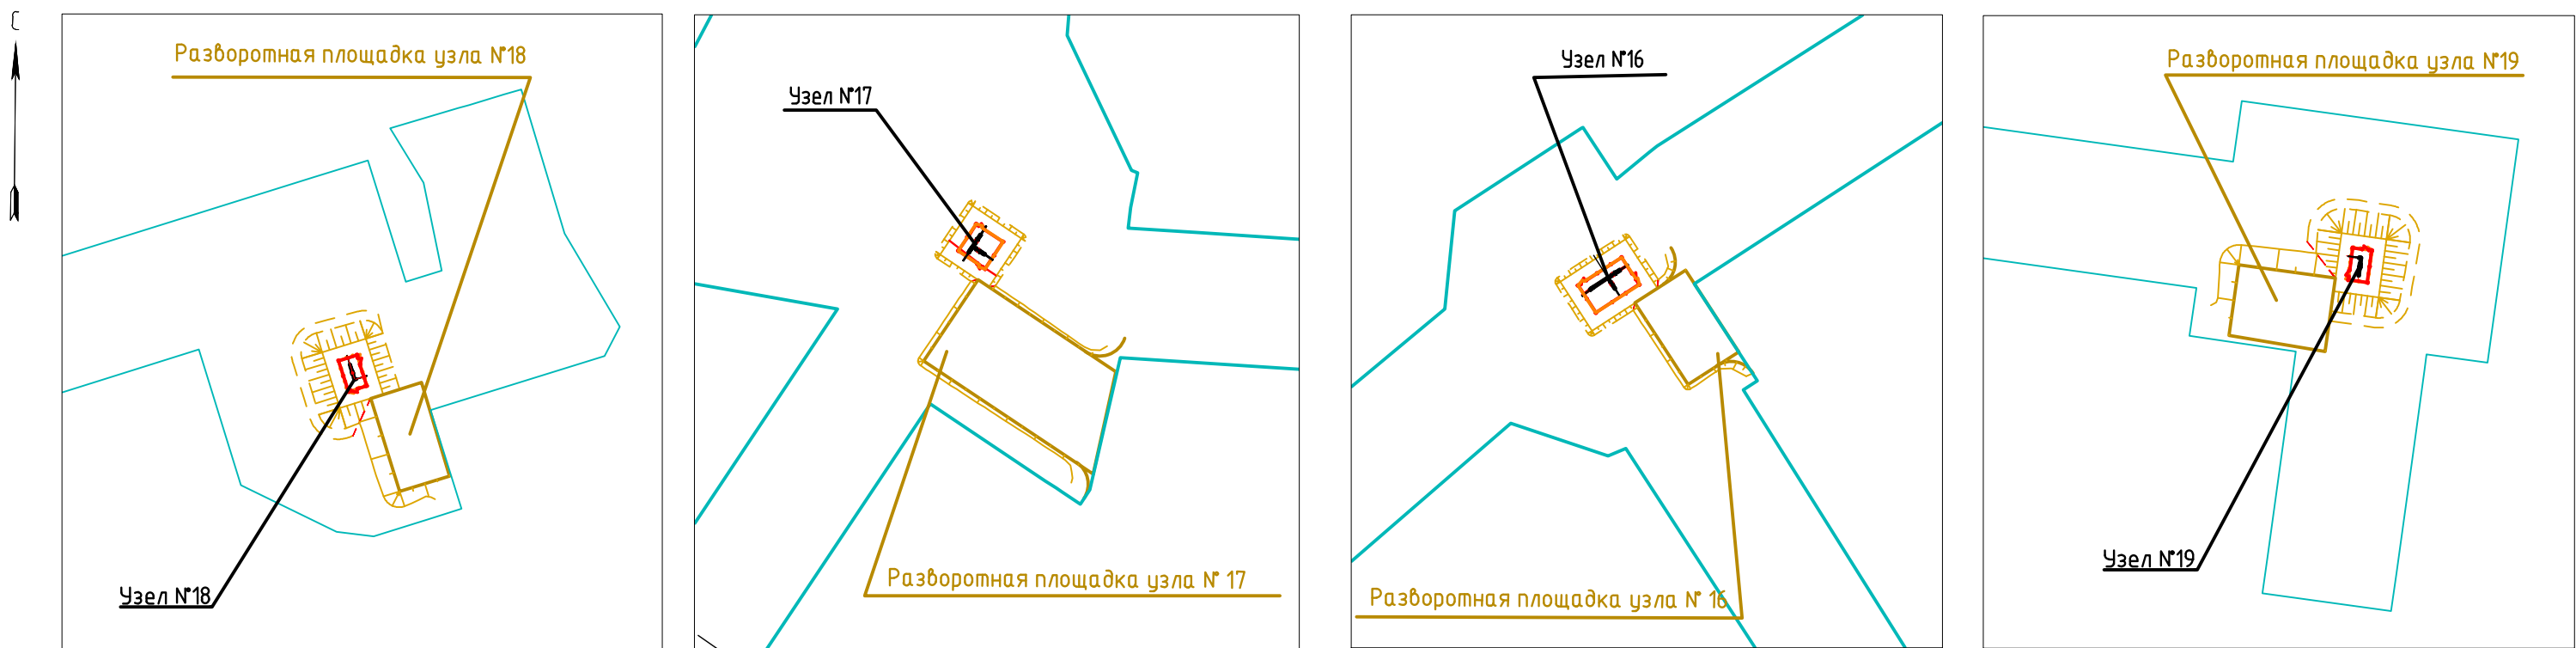 С
Разворотная площадка узла №18
Узел №18
Узел №17
Разворотная площадка узла № 17
Узел №16
Разворотная площадка узла № 16
Разворотная площадка узла №19
Узел №19